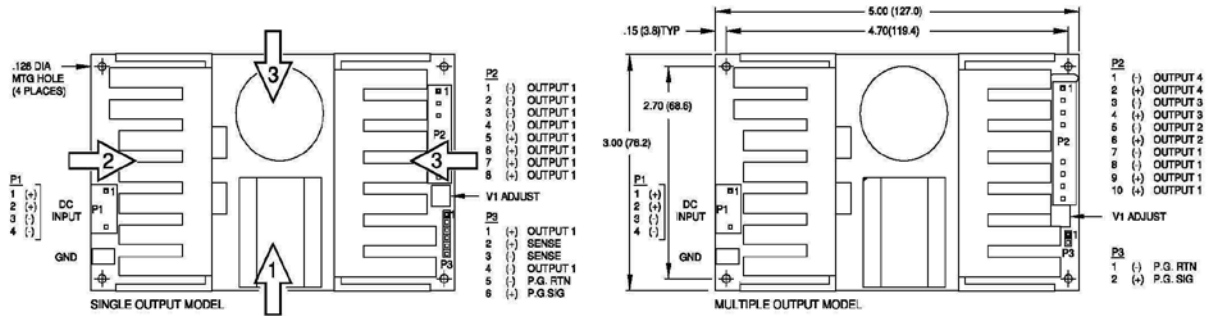 .126 DIA
MTG HOLE
(4 PLACES)
3
2
3
1
P1
1 (+)
2 (+)
3 (-)
4 (-)
DC
INPUT
1
P1
GND
1
P2
V1 ADJUST
1
P3
P2
1 (-) OUTPUT 1
2 (-) OUTPUT 1
3 (-) OUTPUT 1
4 (-) OUTPUT 1
5 (+) OUTPUT 1
6 (+) OUTPUT 1
7 (+) OUTPUT 1
8 (+) OUTPUT 1
P3
1 (+) OUTPUT 1
2 (+) SENSE
3 (-) SENSE
4 (-) OUTPUT 1
5 (-) P.G. RTN
6 (+) P.G.SIG
SINGLE OUTPUT MODEL
5.00 (127.0)
.15 (3.8)TYP
4.70(119.4)
2.70 (68.6)
3.00 (76.2)
P1
1 (+)
2 (+)
3 (-)
4 (-)
DC
INPUT
1
P1
GND
1
P2
V1 ADJUST
1
P3
P2
1 (-) OUTPUT 4
2 (+) OUTPUT 4
3 (-) OUTPUT 3
4 (+) OUTPUT 3
5 (-) OUTPUT 2
6 (+) OUTPUT 2
7 (-) OUTPUT 1
8 (-) OUTPUT 1
9 (+) OUTPUT 1
10 (+) OUTPUT 1
P3
1 (-) P.G. RTN
2 (+) P.G. SIG
MULTIPLE OUTPUT MODEL